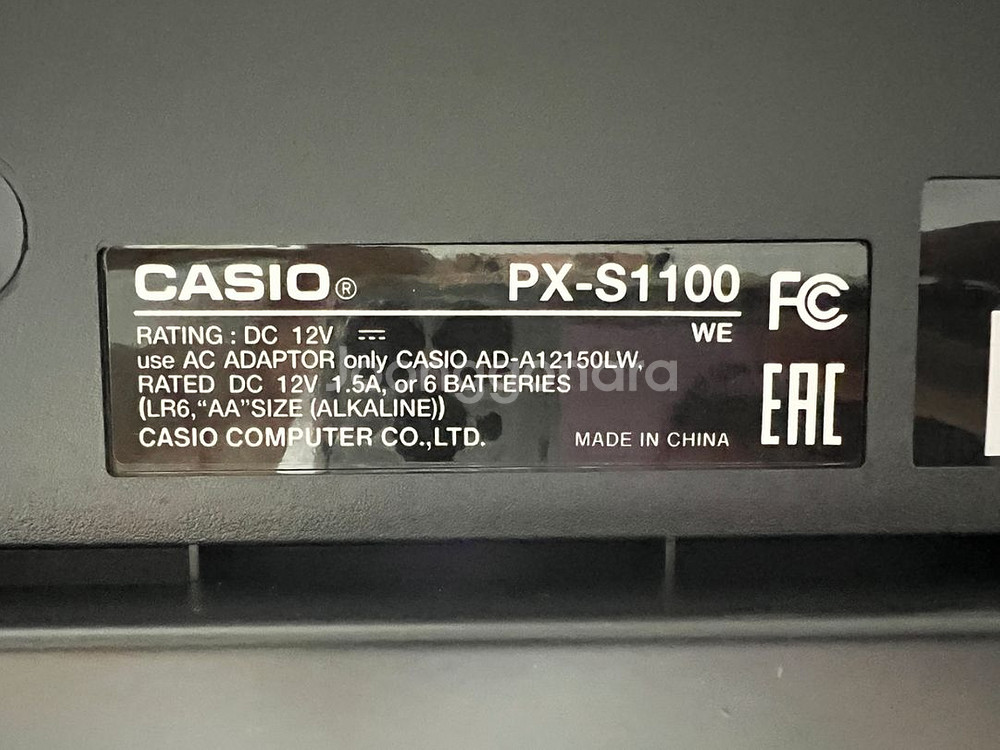 CASIO® PX-S1100
WE
RATING : DC 12V ⎓
use AC ADAPTOR only CASIO AD-A12150LW,
RATED DC 12V 1.5A, or 6 BATTERIES
(LR6,“AA”SIZE (ALKALINE))
CASIO COMPUTER CO.,LTD. MADE IN CHINA
FC
EAC